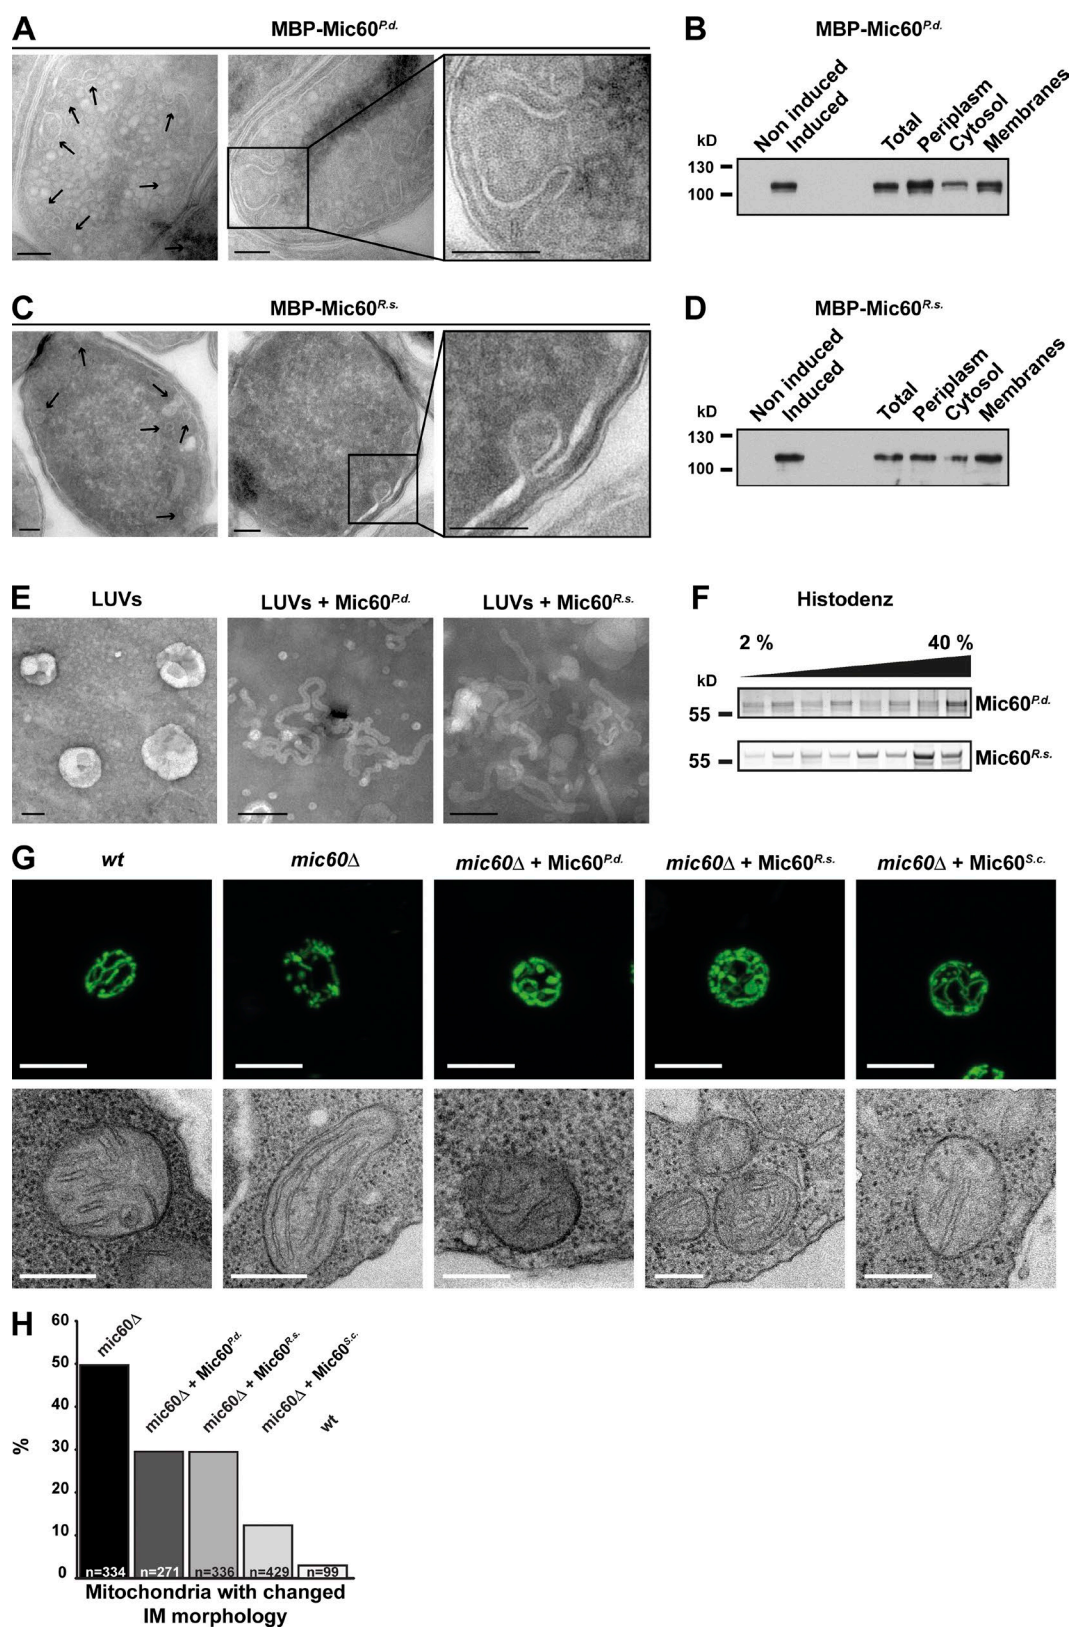 A
MBP-Mic60P.d.
B
MBP-Mic60P.d.
Non induced
Induced
Total
Periplasm
Cytosol
Membranes
kD
130
100
C
MBP-Mic60R.s.
D
MBP-Mic60R.s.
Non induced
Induced
Total
Periplasm
Cytosol
Membranes
kD
130
100
E
LUVs
LUVs + Mic60P.d.
LUVs + Mic60R.s.
F
Histodenz
2 %
40 %
kD
55
Mic60P.d.
55
Mic60R.s.
G
wt
mic60Δ
mic60Δ + Mic60P.d.
mic60Δ + Mic60R.s.
mic60Δ + Mic60S.c.
H
60
50
40
30
20
10
0
%
mic60Δ
mic60Δ + Mic60P.d.
mic60Δ + Mic60R.s.
mic60Δ + Mic60S.c.
wt
n=334
n=271
n=336
n=429
n=99
Mitochondria with changed
IM morphology